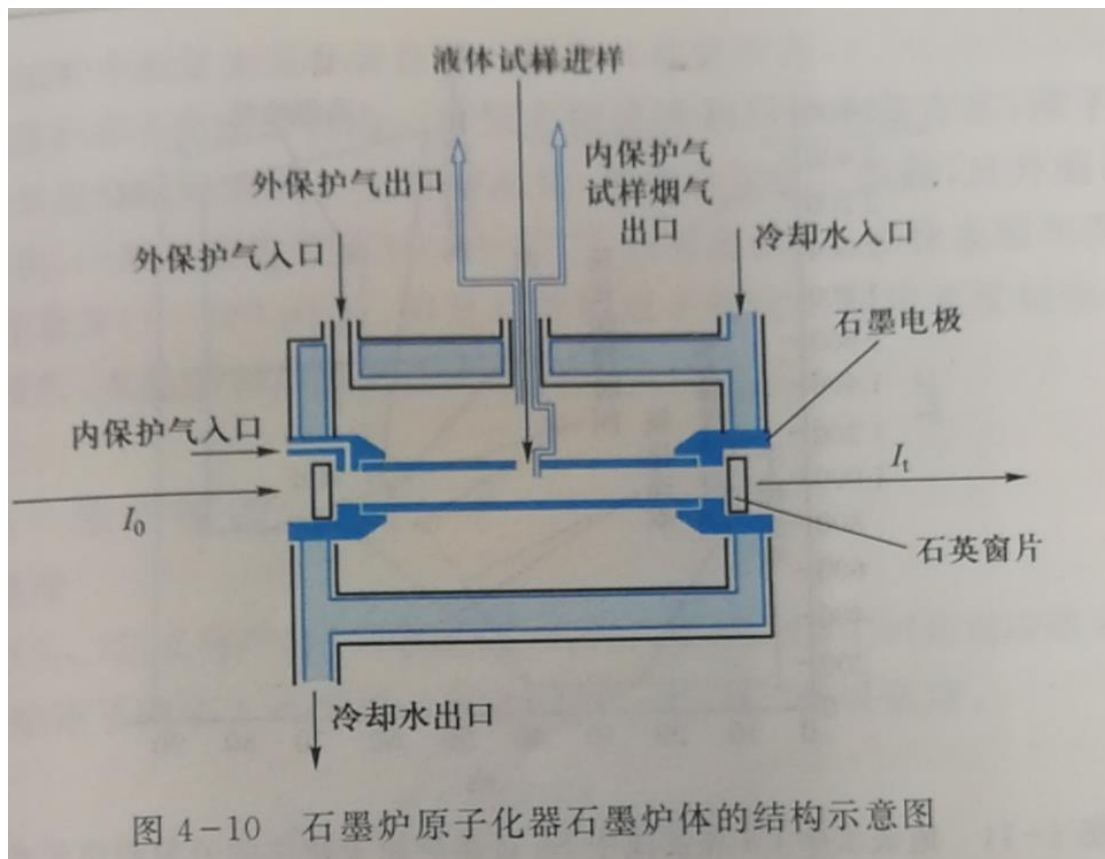 液体试样进样
外保护气出口
内保护气
试样烟气
出口
外保护气入口
冷却水入口
石墨电极
内保护气入口
I₀
Iₜ
石英窗片
冷却水出口
图 4-10 石墨炉原子化器石墨炉体的结构示意图